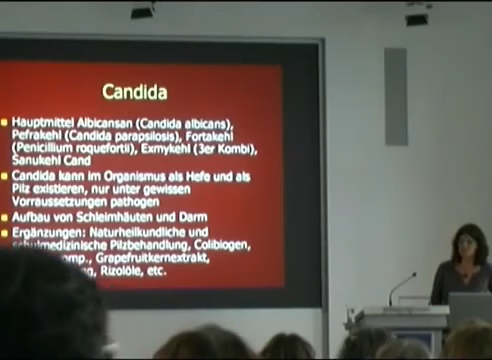 Candida
Hauptmittel Albicansan (Candida albicans),
Pefrakehl (Candida parapsilosis), Fortakehl
(Penicillium roquefortii), Exmykehl (3er Kombi),
Sanukehl Cand
Candida kann im Organismus als Hefe und als
Pilz existieren, nur unter gewissen
Vorraussetzungen pathogen
Aufbau von Schleimhäuten und Darm
Ergänzungen: Naturheilkundliche und
schulmedizinische Pilzbehandlung, Colibiogen,
Grapefruitkernextrakt,
Rizolöle, etc.